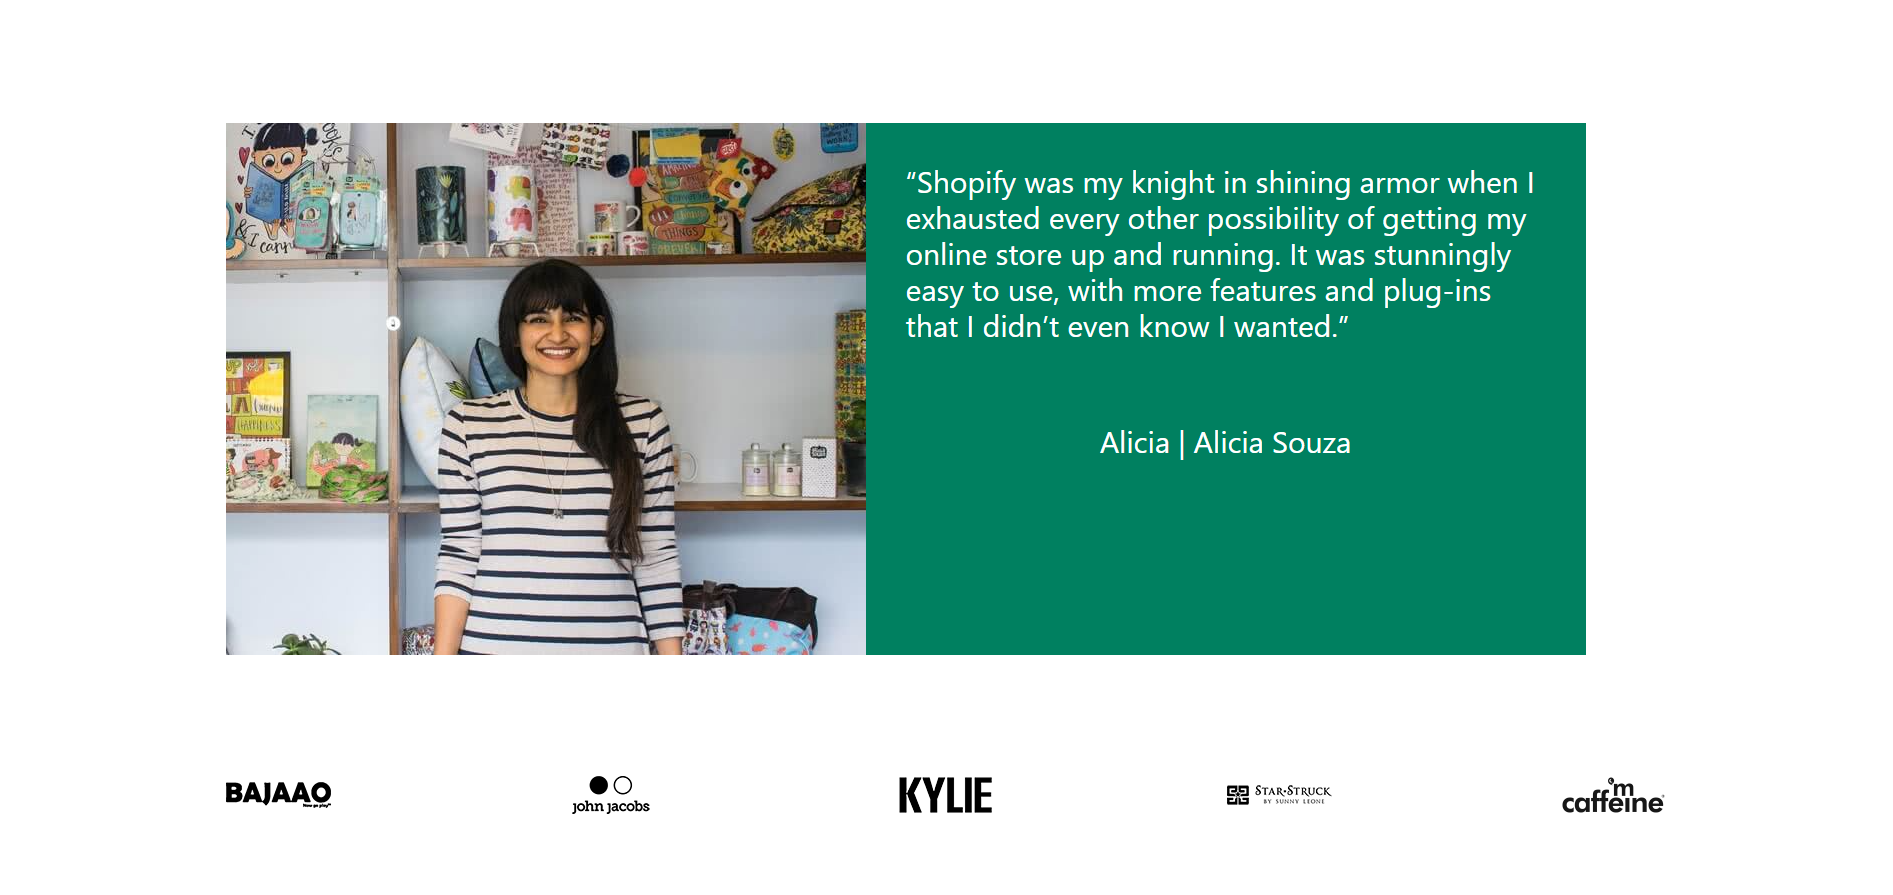 “Shopify was my knight in shining armor when I
exhausted every other possibility of getting my
online store up and running. It was stunningly
easy to use, with more features and plug-ins
that I didn’t even know I wanted.”
Alicia | Alicia Souza
BAJAAO
john jacobs
KYLIE
STAR•STRUCK
BY SUNNY LEONE
I'm
caffeine